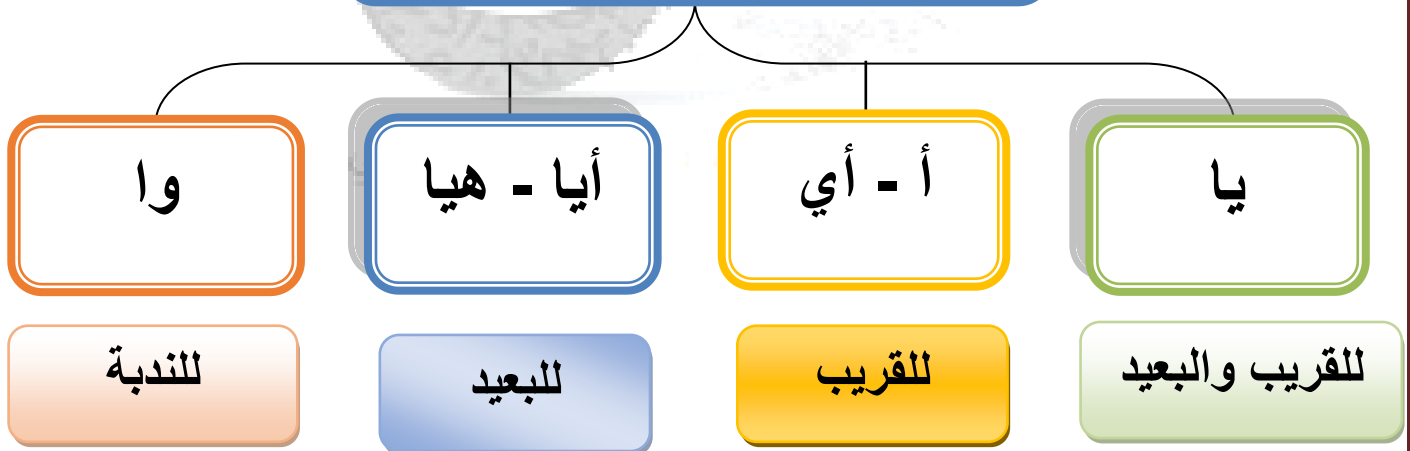 يا
أ - أي
أيا - هيا
وا
للقريب والبعيد
للقريب
للبعيد
للندبة